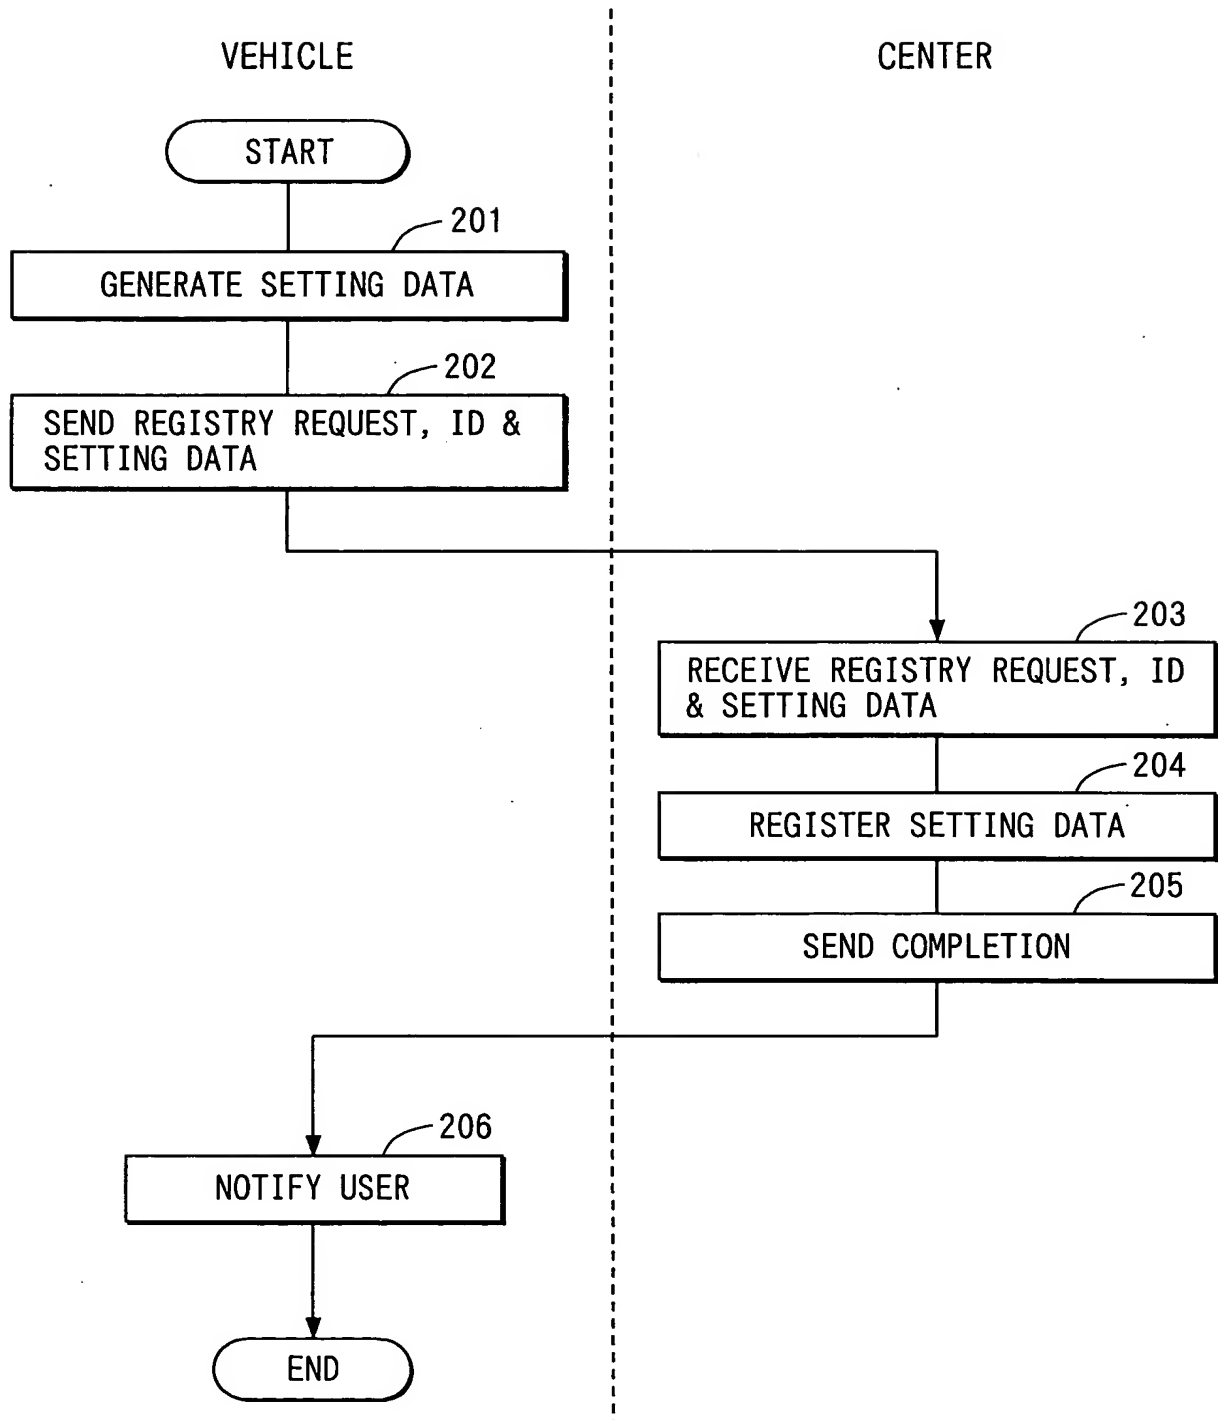 VEHICLE
CENTER
START
201
GENERATE SETTING DATA
202
SEND REGISTRY REQUEST, ID &
SETTING DATA
203
RECEIVE REGISTRY REQUEST, ID
& SETTING DATA
204
REGISTER SETTING DATA
205
SEND COMPLETION
206
NOTIFY USER
END